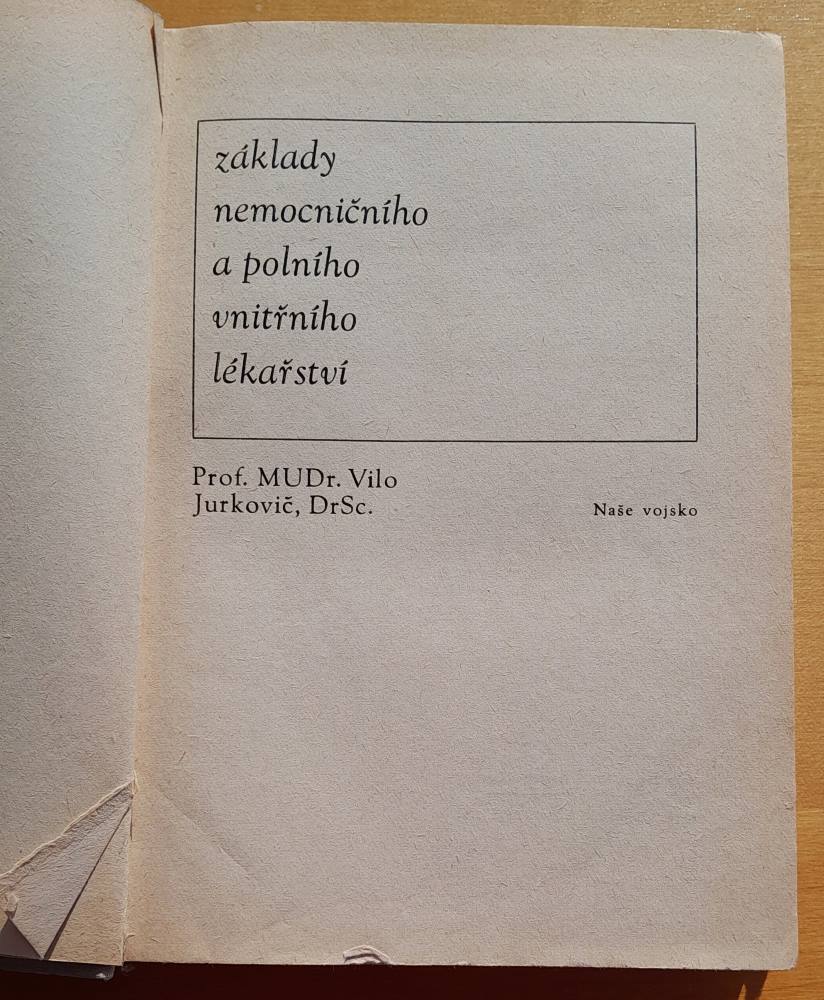 základy
nemocničního
a polního
vnitřního
lékařství
Prof. MUDr. Vilo
Jurkovič, DrSc.
Naše vojsko